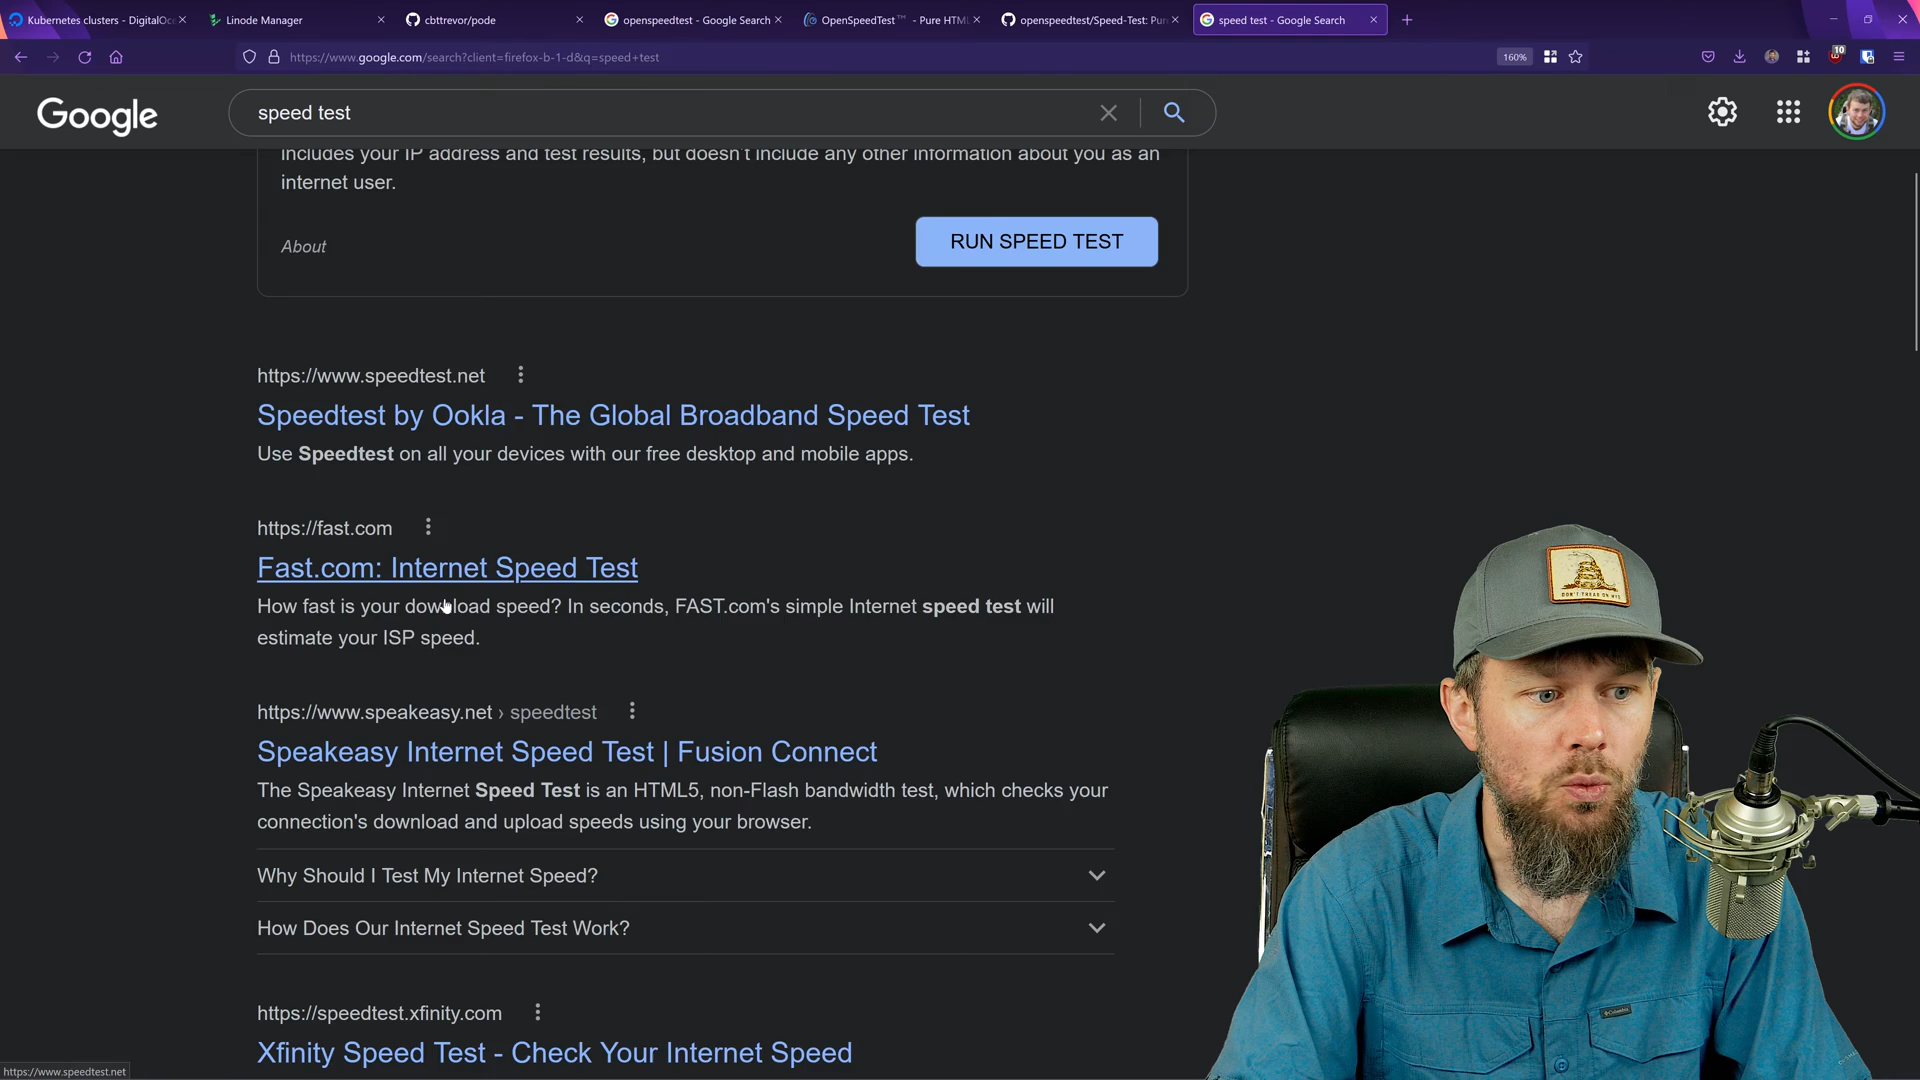 Kubernetes clusters - DigitalOce
Linode Manager
cbttrevor/pode
openspeedtest - Google Search
OpenSpeedTest™ - Pure HTML
openspeedtest/Speed-Test: Pur
speed test - Google Search
https://www.google.com/search?client=firefox-b-1-d&q=speed+test
160%
10
Google
speed test
includes your IP address and test results, but doesn't include any other information about you as an
internet user.
About
RUN SPEED TEST
https://www.speedtest.net
Speedtest by Ookla - The Global Broadband Speed Test
Use Speedtest on all your devices with our free desktop and mobile apps.
https://fast.com
Fast.com: Internet Speed Test
How fast is your download speed? In seconds, FAST.com's simple Internet speed test will
estimate your ISP speed.
https://www.speakeasy.net › speedtest
Speakeasy Internet Speed Test | Fusion Connect
The Speakeasy Internet Speed Test is an HTML5, non-Flash bandwidth test, which checks your
connection's download and upload speeds using your browser.
Why Should I Test My Internet Speed?
How Does Our Internet Speed Test Work?
https://speedtest.xfinity.com
Xfinity Speed Test - Check Your Internet Speed
https://www.speedtest.net
DON'T TREAD ON ME
Columbia